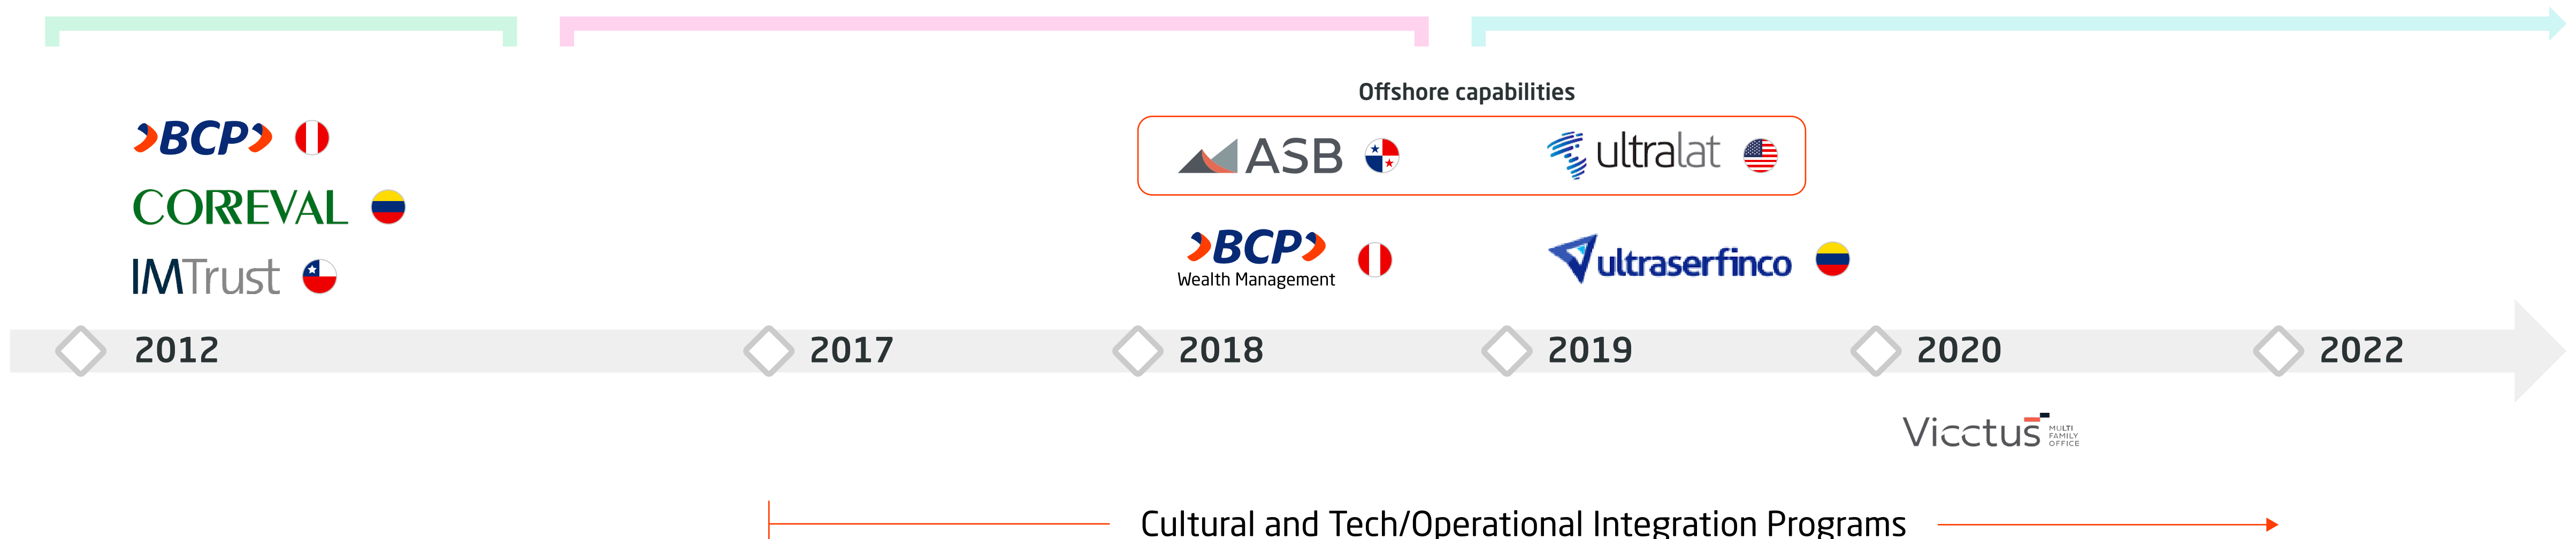 Offshore capabilities
BCP
CORREVAL
IMTrust
ASB
ultralat
BCP
Wealth Management
ultraserfinco
2012
2017
2018
2019
2020
2022
Vicctus
MULTI
FAMILY
OFFICE
Cultural and Tech/Operational Integration Programs